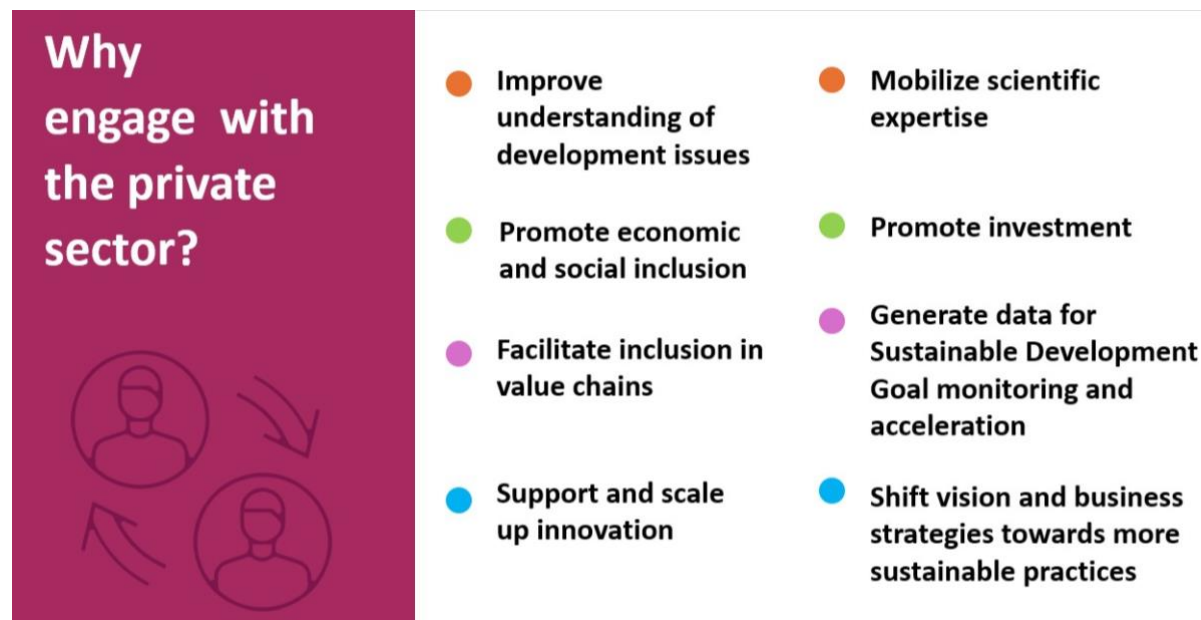 Why
engage with
the private
sector?
Improve
understanding of
development issues
Promote economic
and social inclusion
Facilitate inclusion in
value chains
Support and scale
up innovation
Mobilize scientific
expertise
Promote investment
Generate data for
Sustainable Development
Goal monitoring and
acceleration
Shift vision and business
strategies towards more
sustainable practices